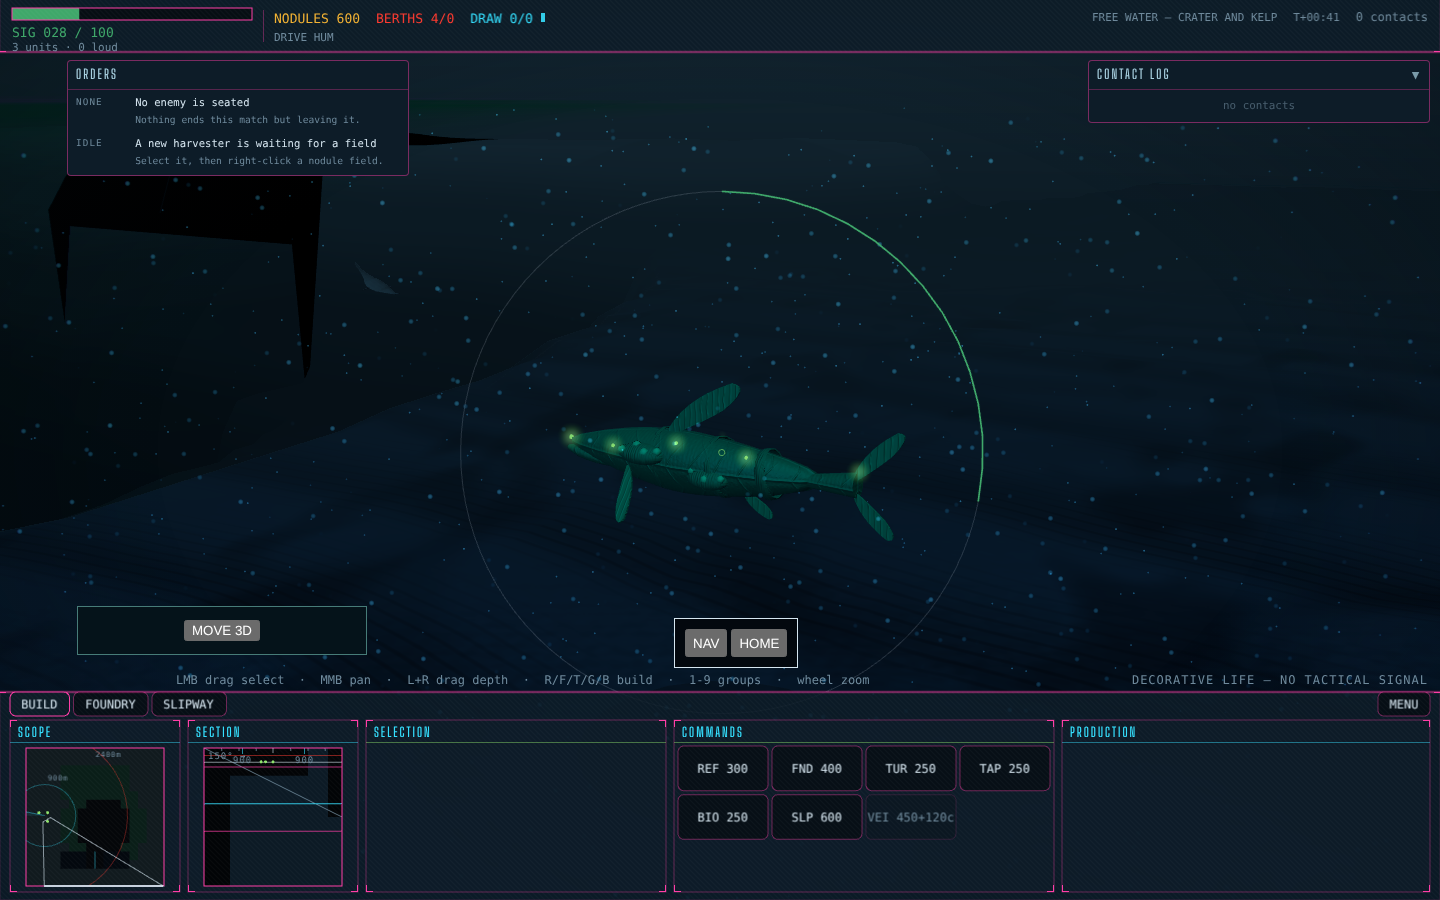 SIG 028 / 100
3 units · 0 loud
NODULES 600 BERTHS 4/0 DRAW 0/0
DRIVE HUM
FREE WATER — CRATER AND KELP T+00:41 0 contacts
ORDERS
NONE No enemy is seated
Nothing ends this match but leaving it.
IDLE A new harvester is waiting for a field
Select it, then right-click a nodule field.
CONTACT LOG ▼
no contacts
MOVE 3D
NAV HOME
LMB drag select · MMB pan · L+R drag depth · R/F/T/G/B build · 1-9 groups · wheel zoom
DECORATIVE LIFE — NO TACTICAL SIGNAL
BUILD FOUNDRY SLIPWAY MENU
SCOPE
2400m
900m
SECTION
150° 900 900
SELECTION
COMMANDS
REF 300 FND 400 TUR 250 TAP 250
BIO 250 SLP 600 VEI 450+120c
PRODUCTION